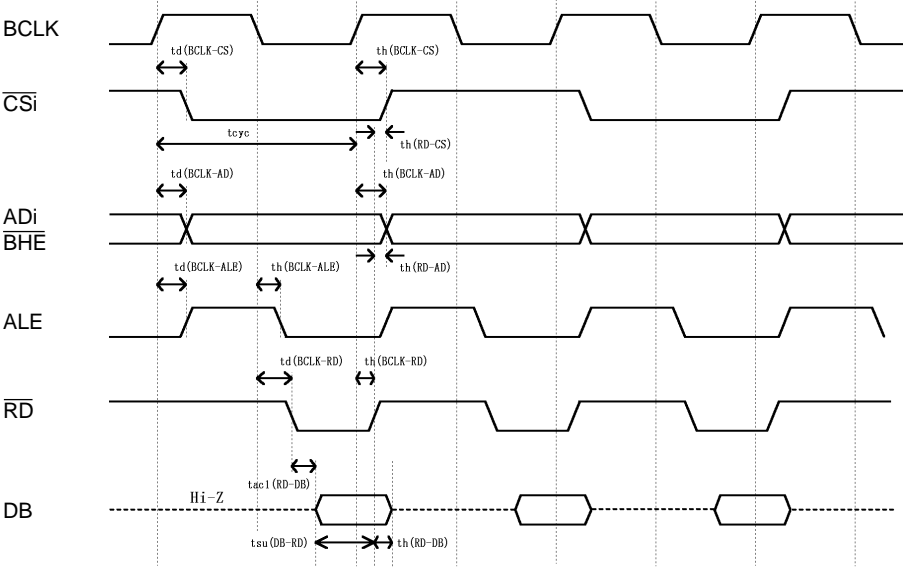 BCLK
td(BCLK-CS) th(BCLK-CS)
CSi
tcyc
th(RD-CS)
td(BCLK-AD) th(BCLK-AD)
ADi
BHE
td(BCLK-ALE) th(BCLK-ALE) th(RD-AD)
ALE
td(BCLK-RD) th(BCLK-RD)
RD
tac1(RD-DB)
Hi-Z
DB
tsu(DB-RD) th(RD-DB)